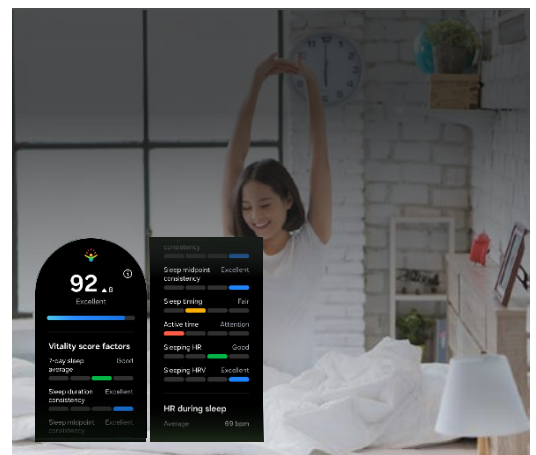 92 ▲ 8
Excellent
Vitality score factors
7-day sleep average Good
Sleep duration consistency Excellent
Sleep midpoint consistency Excellent
consistency
Sleep midpoint consistency Excellent
Sleep timing Fair
Active time Attention
Sleeping HR Good
Sleeping HRV Excellent
HR during sleep
Average 69 bpm